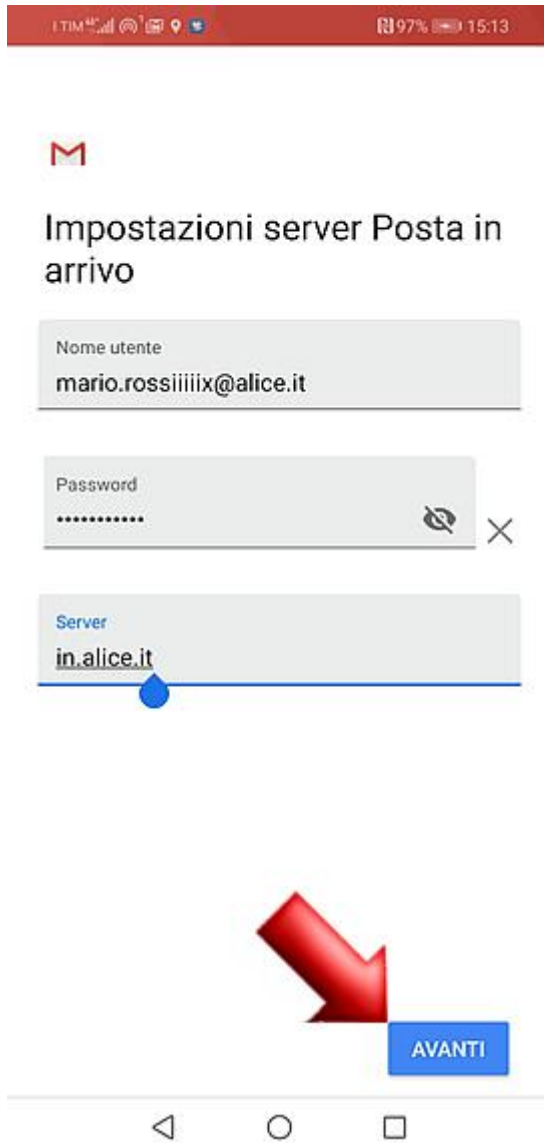 TIM 97% 15:13
Impostazioni server Posta in
arrivo
Nome utente
mario.rossiiiiix@alice.it
Password
•••••••••••
Server
in.alice.it
AVANTI